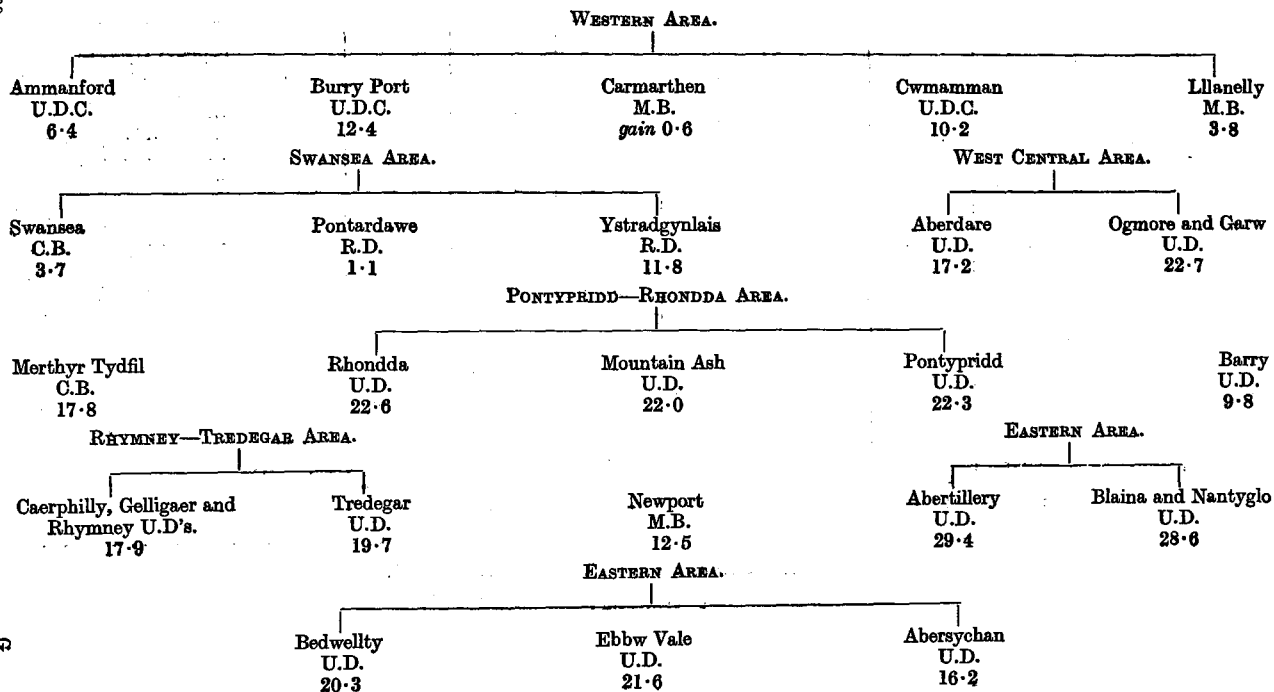 WESTERN AREA.
Ammanford Burry Port Carmarthen Cwmamman Lllanelly
U.D.C. U.D.C. M.B. U.D.C. M.B.
6·4 12·4 gain 0·6 10·2 3·8
SWANSEA AREA. WEST CENTRAL AREA.
Swansea Pontardawe Ystradgynlais Aberdare Ogmore and Garw
C.B. R.D. R.D. U.D. U.D.
3·7 1·1 11·8 17·2 22·7
PONTYPRIDD—RHONDDA AREA.
Merthyr Tydfil Rhondda Mountain Ash Pontypridd Barry
C.B. U.D. U.D. U.D. U.D.
17·8 22·6 22·0 22·3 9·8
RHYMNEY—TREDEGAR AREA. EASTERN AREA.
Caerphilly, Gelligaer and Tredegar Newport Abertillery Blaina and Nantyglo
Rhymney U.D's. U.D. M.B. U.D. U.D.
17·9 19·7 12·5 29·4 28·6
EASTERN AREA.
Bedwellty Ebbw Vale Abersychan
U.D. U.D. U.D.
20·3 21·6 16·2